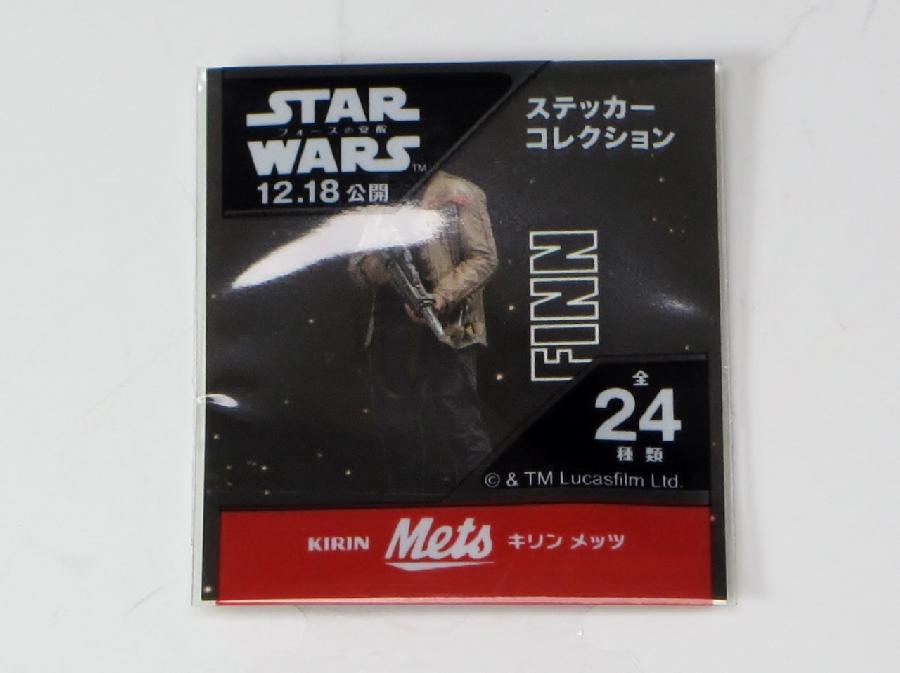 STAR
フォースの覚醒
WARS™
12.18 公開
ステッカー
コレクション
FINN
全
24
種類
© & TM Lucasfilm Ltd.
KIRIN Mets キリン メッツ